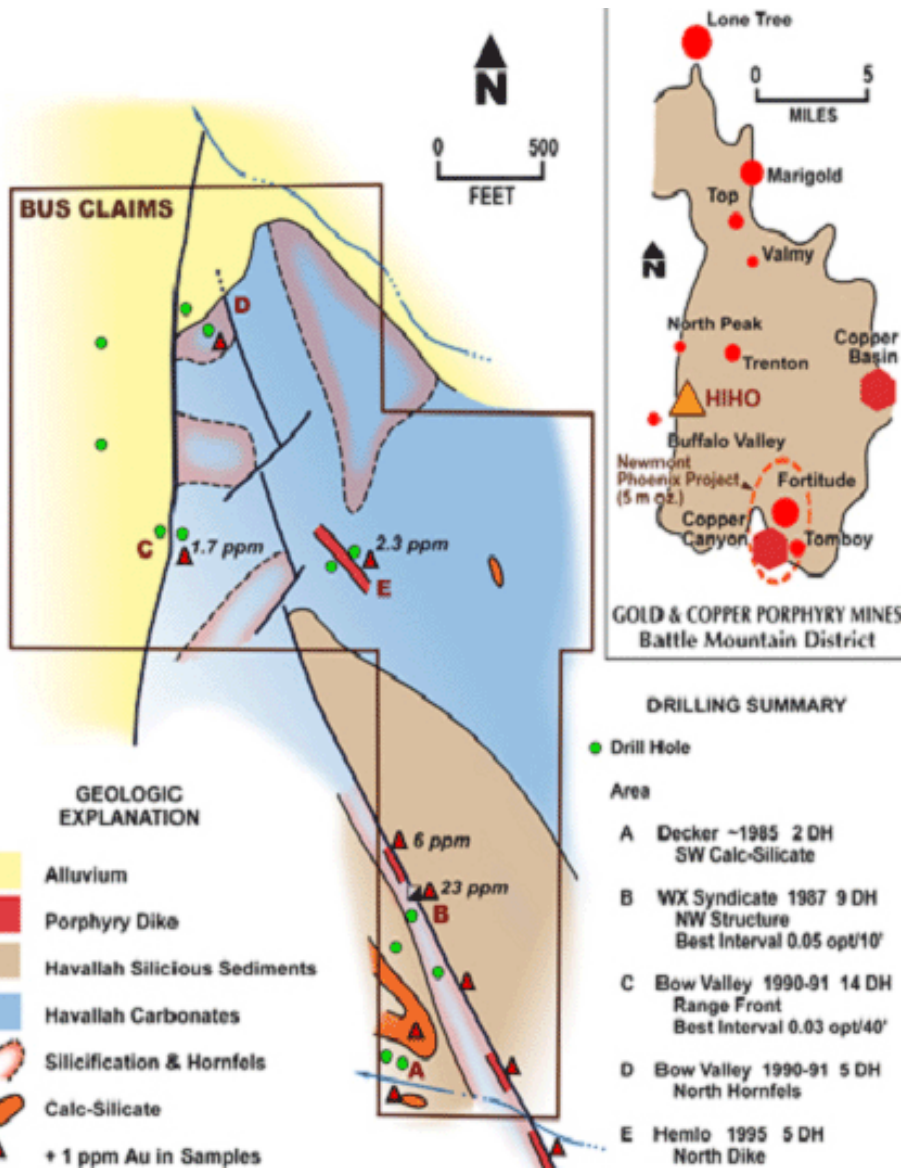 Lone Tree
N
0 500
FEET
0 5
MILES
Marigold
Top
Valmy
N
North Peak
Trenton
Copper
Basin
HIHO
Buffalo Valley
Newmont
Phoenix Project
(5 m oz.)
Fortitude
Copper
Canyon
Tomboy
GOLD & COPPER PORPHYRY MINES
Battle Mountain District
BUS CLAIMS
D
C
1.7 ppm
2.3 ppm
E
6 ppm
23 ppm
B
A
GEOLOGIC
EXPLANATION
Alluvium
Porphyry Dike
Havallah Silicious Sediments
Havallah Carbonates
Silicification & Hornfels
Calc-Silicate
+ 1 ppm Au in Samples
DRILLING SUMMARY
Drill Hole
Area
A Decker ~1985 2 DH
SW Calc-Silicate
B WX Syndicate 1987 9 DH
NW Structure
Best Interval 0.05 opt/10'
C Bow Valley 1990-91 14 DH
Range Front
Best Interval 0.03 opt/40'
D Bow Valley 1990-91 5 DH
North Hornfels
E Hemlo 1995 5 DH
North Dike